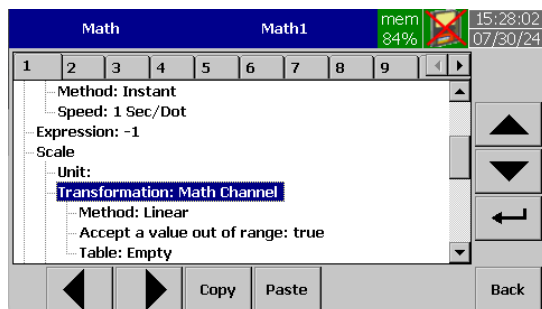 Math
Math1
mem
84%
15:28:02
07/30/24
1 2 3 4 5 6 7 8 9
Method: Instant
Speed: 1 Sec/Dot
Expression: -1
Scale
Unit:
Transformation: Math Channel
Method: Linear
Accept a value out of range: true
Table: Empty
Copy Paste Back